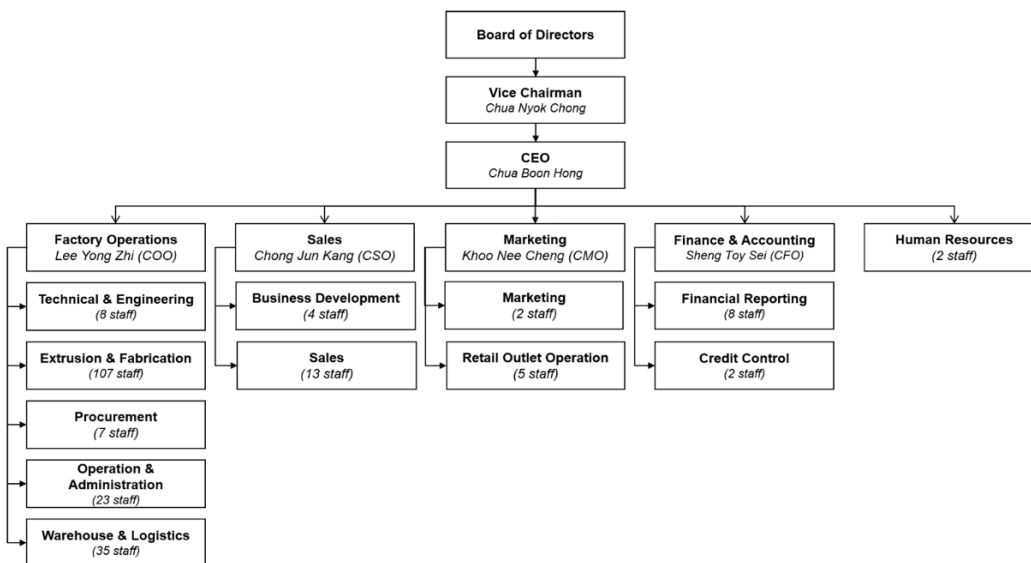 Board of Directors
Vice Chairman
Chua Nyok Chong
CEO
Chua Boon Hong
Factory Operations
Lee Yong Zhi (COO)
Technical & Engineering
(8 staff)
Extrusion & Fabrication
(107 staff)
Procurement
(7 staff)
Operation &
Administration
(23 staff)
Warehouse & Logistics
(35 staff)
Sales
Chong Jun Kang (CSO)
Business Development
(4 staff)
Sales
(13 staff)
Marketing
Khoo Nee Cheng (CMO)
Marketing
(2 staff)
Retail Outlet Operation
(5 staff)
Finance & Accounting
Sheng Toy Sei (CFO)
Financial Reporting
(8 staff)
Credit Control
(2 staff)
Human Resources
(2 staff)